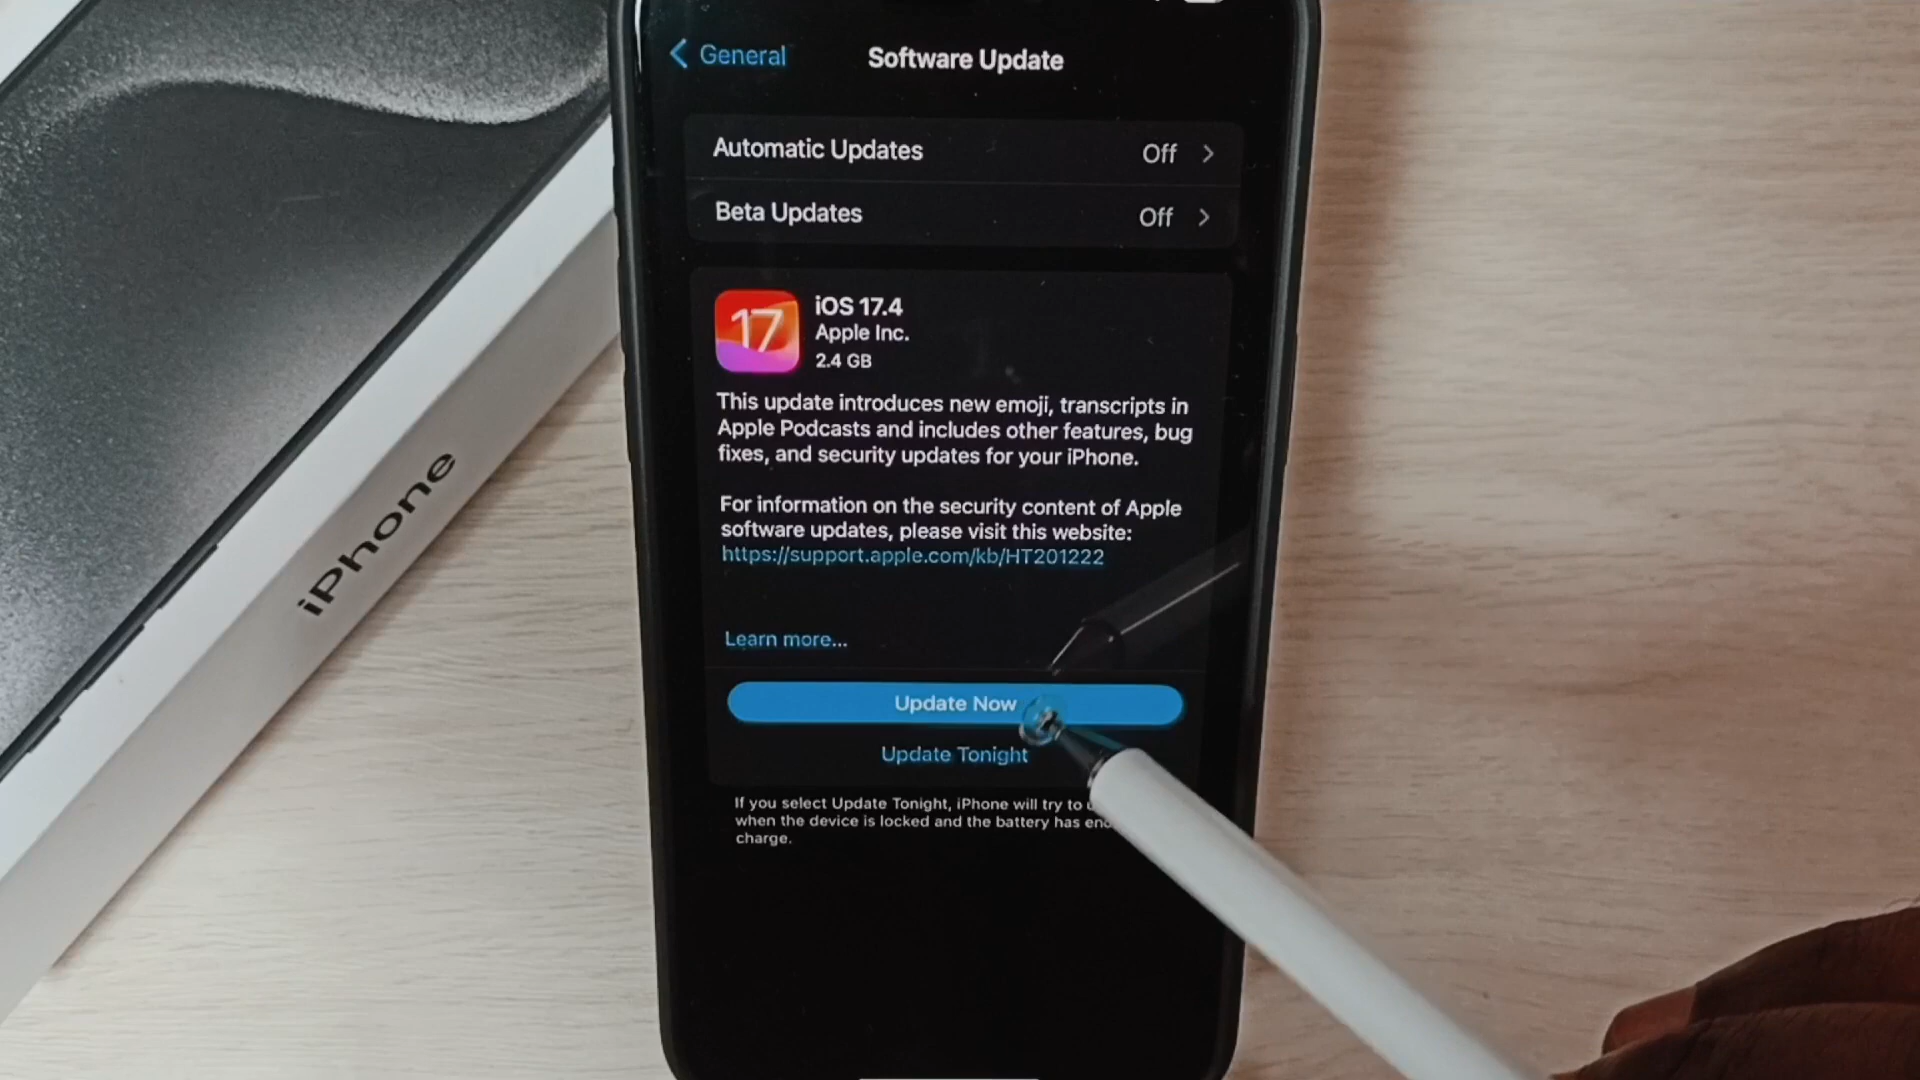 General
Software Update
Automatic Updates Off
Beta Updates Off
17
iOS 17.4
Apple Inc.
2.4 GB
This update introduces new emoji, transcripts in
Apple Podcasts and includes other features, bug
fixes, and security updates for your iPhone.
For information on the security content of Apple
software updates, please visit this website:
https://support.apple.com/kb/HT201222
Learn more...
Update Now
Update Tonight
If you select Update Tonight, iPhone will try to
when the device is locked and the battery has
charge.
iPhone